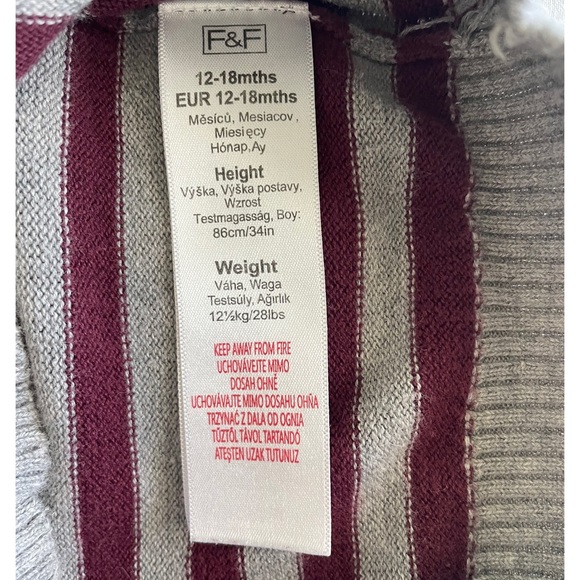 F&F
12-18mths
EUR 12-18mths
Měsíců, Mesiacov,
Miesięcy
Hónap,Ay
Height
Výška, Výška postavy,
Wzrost
Testmagasság, Boy:
86cm/34in
Weight
Váha, Waga
Testsúly, Ağırlık
12½kg/28lbs
KEEP AWAY FROM FIRE
UCHOVÁVEJTE MIMO
DOSAH OHNĚ
UCHOVÁVAJTE MIMO DOSAHU OHŇA
TRZYNAĆ Z DALA OD OGNIA
TŰZTŐL TÁVOL TARTANDÓ
ATEŞTEN UZAK TUTUNUZ